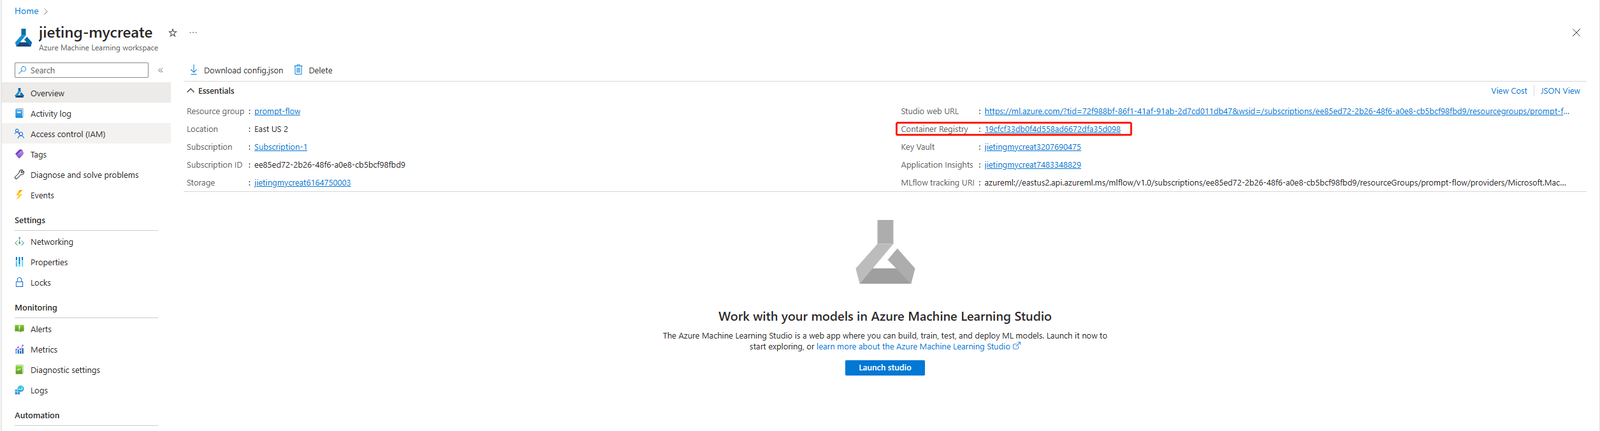 Home >
jieting-mycreate ☆ ···
Azure Machine Learning workspace
Search «
Overview
Activity log
Access control (IAM)
Tags
Diagnose and solve problems
Events
Settings
Networking
Properties
Locks
Monitoring
Alerts
Metrics
Diagnostic settings
Logs
Automation
Download config.json Delete
Essentials View Cost JSON View
Resource group : prompt-flow
Location : East US 2
Subscription : Subscription-1
Subscription ID : ee85ed72-2b26-48f6-a0e8-cb5bcf98fbd9
Storage : jietingmycreat6164750003
Studio web URL : https://ml.azure.com/?tid=72f988bf-86f1-41af-91ab-2d7cd011db47&wsid=/subscriptions/ee85ed72-2b26-48f6-a0e8-cb5bcf98fbd9/resourcegroups/prompt-f...
Container Registry : 19cfcf33db0f4d558ad6672dfa35d098
Key Vault : jietingmycreat3207690475
Application Insights : jietingmycreat7483348829
MLflow tracking URI : azureml://eastus2.api.azureml.ms/mlflow/v1.0/subscriptions/ee85ed72-2b26-48f6-a0e8-cb5bcf98fbd9/resourceGroups/prompt-flow/providers/Microsoft.Mac...
Work with your models in Azure Machine Learning Studio
The Azure Machine Learning Studio is a web app where you can build, train, test, and deploy ML models. Launch it now to
start exploring, or learn more about the Azure Machine Learning Studio
Launch studio